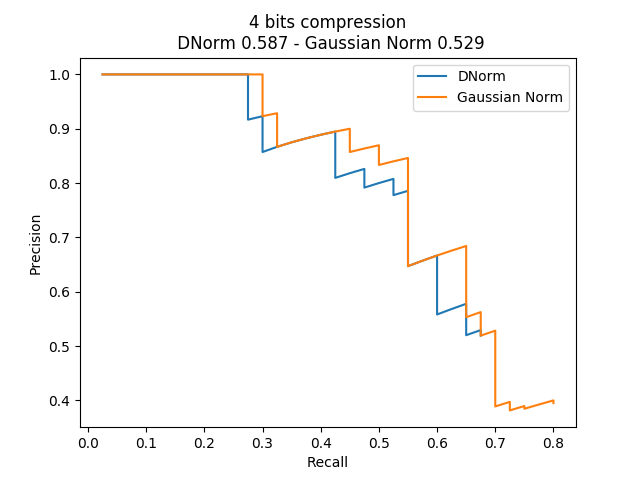 4 bits compression
DNorm 0.587 - Gaussian Norm 0.529
DNorm
Gaussian Norm
1.0
0.9
0.8
0.7
0.6
0.5
0.4
Precision
0.0 0.1 0.2 0.3 0.4 0.5 0.6 0.7 0.8
Recall